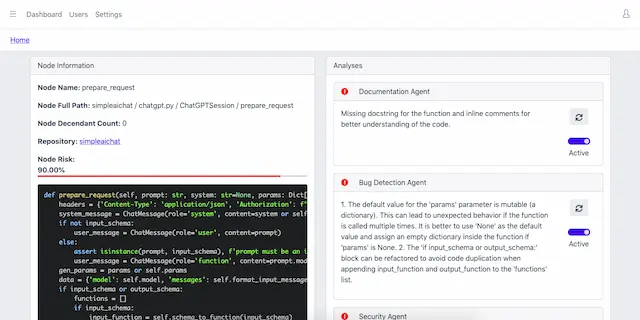 Dashboard Users Settings
Home
Node Information
Node Name: prepare_request
Node Full Path: simpleaichat / chatgpt.py / ChatGPTSession / prepare_request
Node Decendant Count: 0
Repository: simpleaichat
Node Risk:
90.00%
def prepare_request(self, prompt: str, system: str=None, params: Dict[
headers = {'Content-Type': 'application/json', 'Authorization': f"
system_message = ChatMessage(role='system', content=system or self
if not input_schema:
user_message = ChatMessage(role='user', content=prompt)
else:
assert isinstance(prompt, input_schema), f'prompt must be an i
user_message = ChatMessage(role='function', content=prompt.mod
gen_params = params or self.params
data = {'model': self.model, 'messages': self.format_input_message
if input_schema or output_schema:
functions = []
if input_schema:
input_function = self.schema_to_function(input_schema)
Analyses
Documentation Agent
Missing docstring for the function and inline comments for
better understanding of the code.
Active
Bug Detection Agent
1. The default value for the 'params' parameter is mutable (a
dictionary). This can lead to unexpected behavior if the function
is called multiple times. It is better to use 'None' as the default
value and assign an empty dictionary inside the function if
'params' is None. 2. The 'if input_schema or output_schema:'
block can be refactored to avoid code duplication when
appending input_function and output_function to the 'functions'
list.
Active
Security Agent